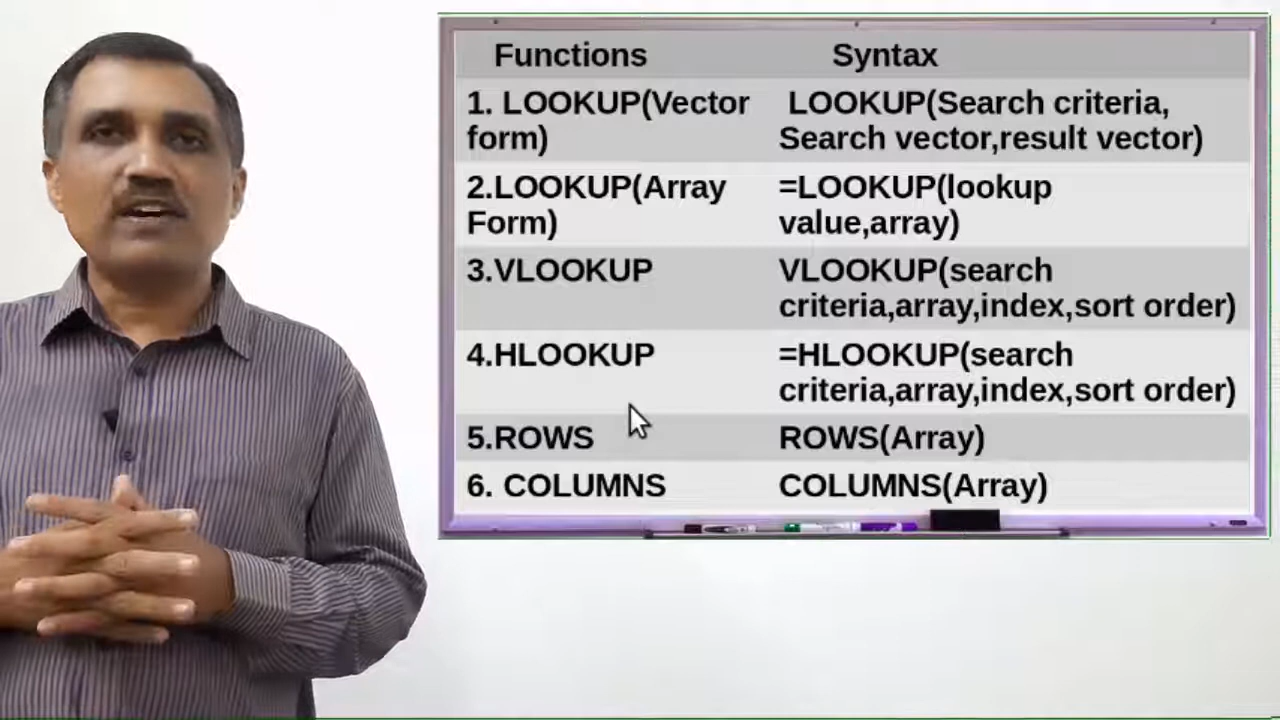 Functions Syntax
1. LOOKUP(Vector form) LOOKUP(Search criteria, Search vector,result vector)
2.LOOKUP(Array Form) =LOOKUP(lookup value,array)
3.VLOOKUP VLOOKUP(search criteria,array,index,sort order)
4.HLOOKUP =HLOOKUP(search criteria,array,index,sort order)
5.ROWS ROWS(Array)
6. COLUMNS COLUMNS(Array)